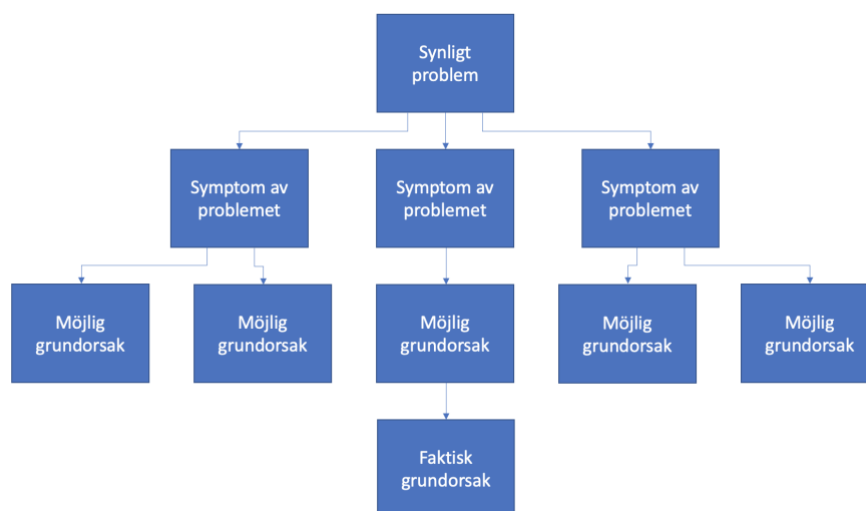 Synligt
problem
Symptom av
problemet
Symptom av
problemet
Symptom av
problemet
Möjlig
grundorsak
Möjlig
grundorsak
Möjlig
grundorsak
Möjlig
grundorsak
Möjlig
grundorsak
Faktisk
grundorsak